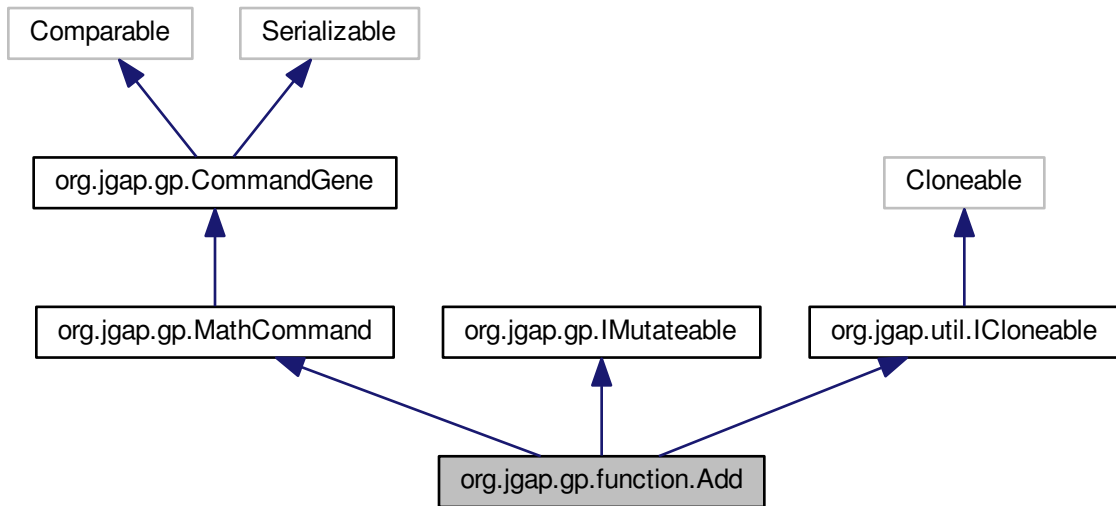 Comparable
Serializable
org.jgap.gp.CommandGene
Cloneable
org.jgap.gp.MathCommand
org.jgap.gp.IMutateable
org.jgap.util.ICloneable
org.jgap.gp.function.Add